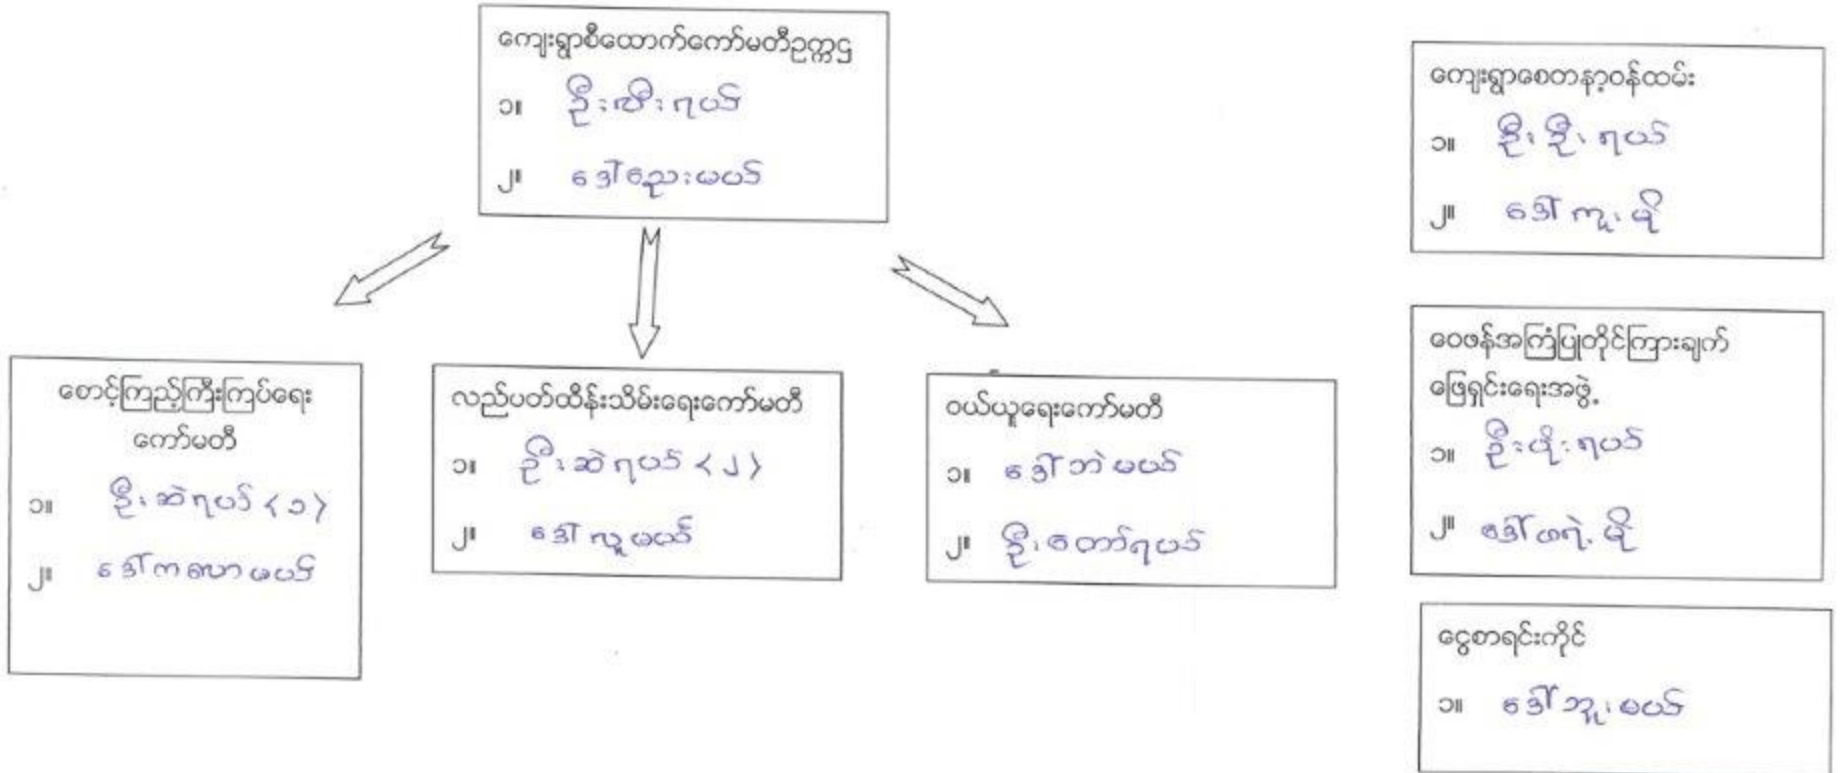 ကျေးရွာစီထောက်ကော်မတီဥက္ကဌ
၁။ ဦးလီးရယ်
၂။ ဒေါ်ညေးမယ်
ကျေးရွာစေတနာ့ဝန်ထမ်း
၁။ ဦးဦးရယ်
၂။ ဒေါ်ကူးမို
စောင့်ကြည့်ကြီးကြပ်ရေး
ကော်မတီ
၁။ ဦးဆဲရယ် <၁>
၂။ ဒေါ်ကလောမယ်
လည်ပတ်ထိန်းသိမ်းရေးကော်မတီ
၁။ ဦးဆဲရယ် <၂>
၂။ ဒေါ်လူမယ်
ဝယ်ယူရေးကော်မတီ
၁။ ဒေါ်ဘဲမယ်
၂။ ဦးတော်ရယ်
ဝေဖန်အကြံပြုတိုင်ကြားချက်
ဖြေရှင်းရေးအဖွဲ့
၁။ ဦးပိုးရယ်
၂။ ဒေါ်ဖရဲမို
ငွေစာရင်းကိုင်
၁။ ဒေါ်ဘူးမယ်